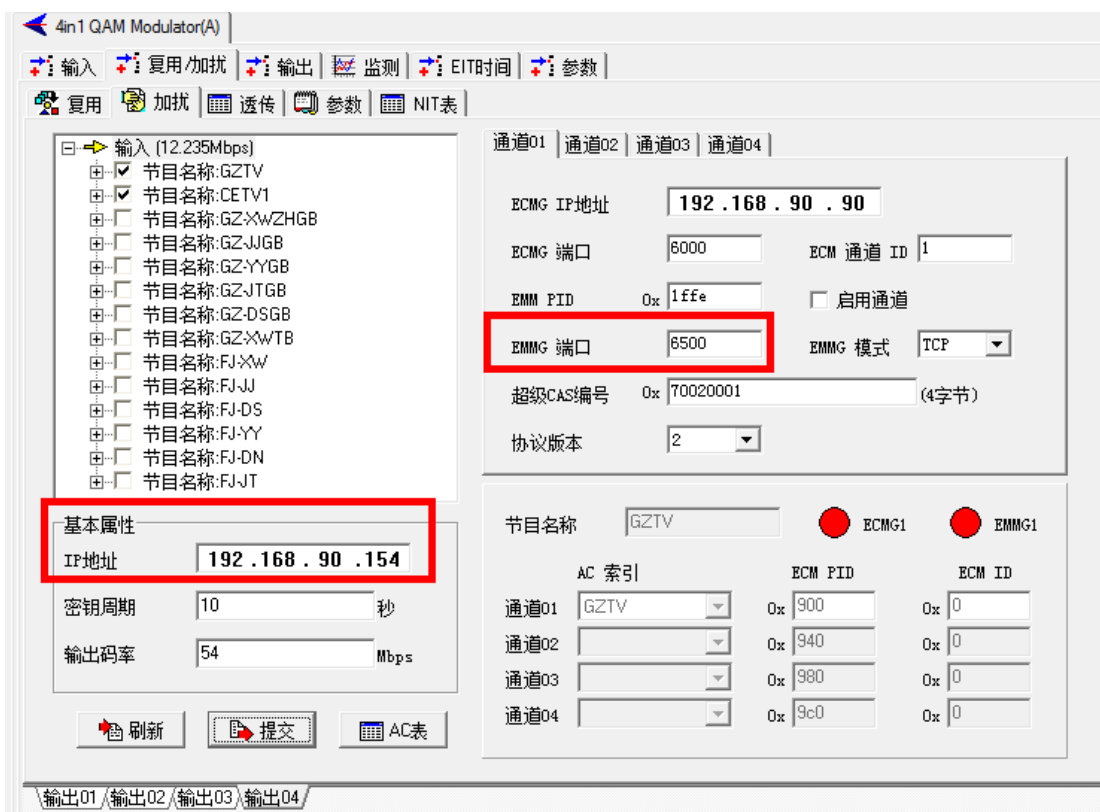 4in1 QAM Modulator(A)
输入 复用/加扰 输出 监测 EIT时间 参数
复用 加扰 透传 参数 NIT表
输入 (12.235Mbps)
节目名称:GZTV
节目名称:CETV1
节目名称:GZ-XWZHGB
节目名称:GZ-JJGB
节目名称:GZ-YYGB
节目名称:GZ-JTGB
节目名称:GZ-DSGB
节目名称:GZ-XWTB
节目名称:FJ-XW
节目名称:FJ-JJ
节目名称:FJ-DS
节目名称:FJ-YY
节目名称:FJ-DN
节目名称:FJ-JT
基本属性
IP地址 192 .168 . 90 .154
密钥周期 10 秒
输出码率 54 Mbps
刷新 提交 AC表
通道01 通道02 通道03 通道04
ECMG IP地址 192 .168 . 90 . 90
ECMG 端口 6000 ECM 通道 ID 1
EMM PID 0x 1ffe 启用通道
EMMG 端口 6500 EMMG 模式 TCP
超级CAS编号 0x 70020001 (4字节)
协议版本 2
节目名称 GZTV ECMG1 EMMG1
AC 索引 ECM PID ECM ID
通道01 GZTV 0x 900 0x 0
通道02 0x 940 0x 0
通道03 0x 980 0x 0
通道04 0x 9c0 0x 0
输出01 输出02 输出03 输出04